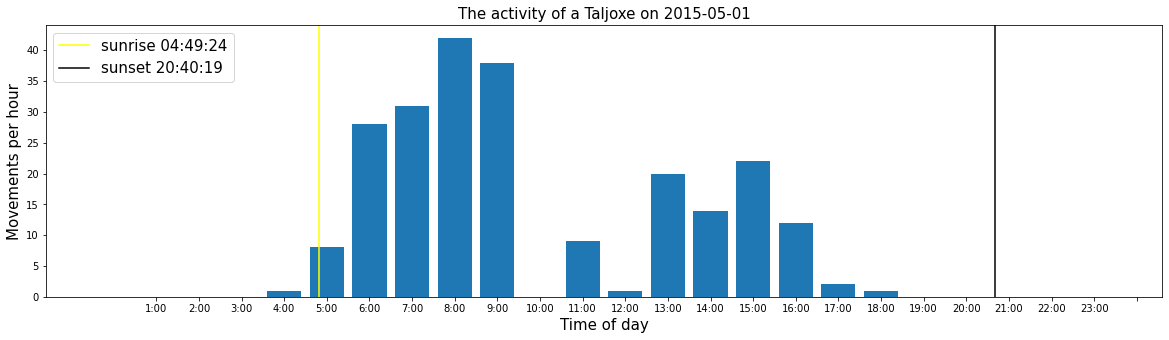 The activity of a Taljoxe on 2015-05-01
sunrise 04:49:24
sunset 20:40:19
Movements per hour
40
35
30
25
20
15
10
5
0
1:00 2:00 3:00 4:00 5:00 6:00 7:00 8:00 9:00 10:00 11:00 12:00 13:00 14:00 15:00 16:00 17:00 18:00 19:00 20:00 21:00 22:00 23:00
Time of day